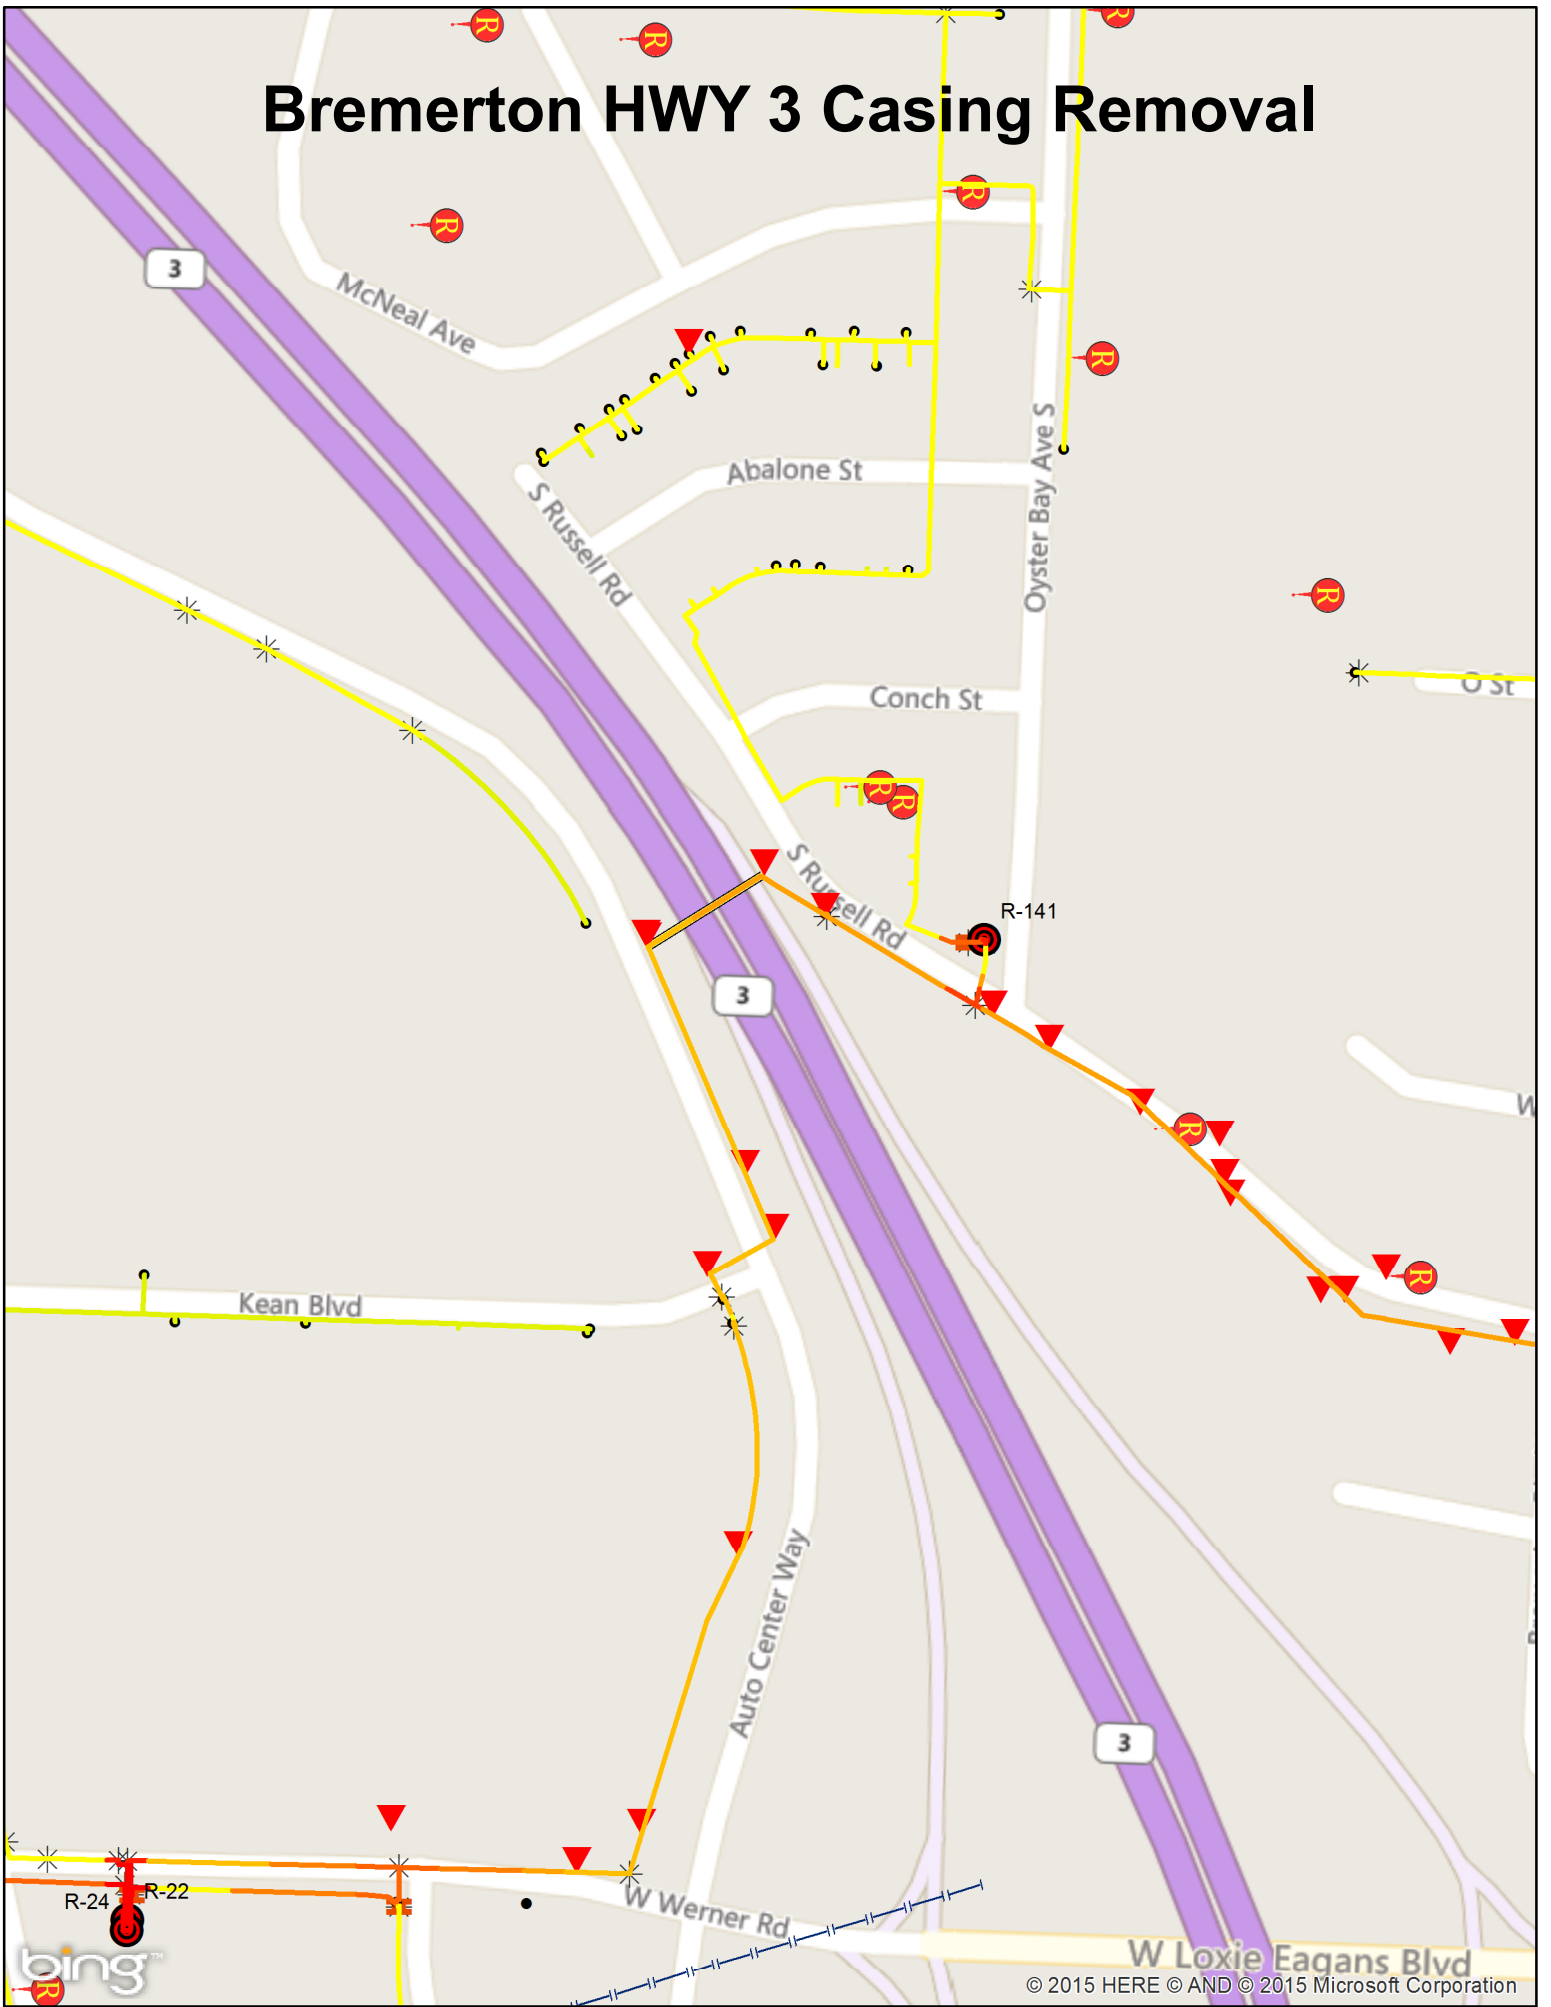 R
R
R
Bremerton HWY 3 Casing Removal
R
R
3
McNeal Ave
R
Abalone St
Oyster Bay Ave S
S Russell Rd
R
O St
Conch St
R
R
S Russell Rd
R-141
3
W
R
R
Kean Blvd
Auto Center Way
3
R-24
R-22
W Werner Rd
W Loxie Eagans Blvd
bing™
R
© 2015 HERE © AND © 2015 Microsoft Corporation